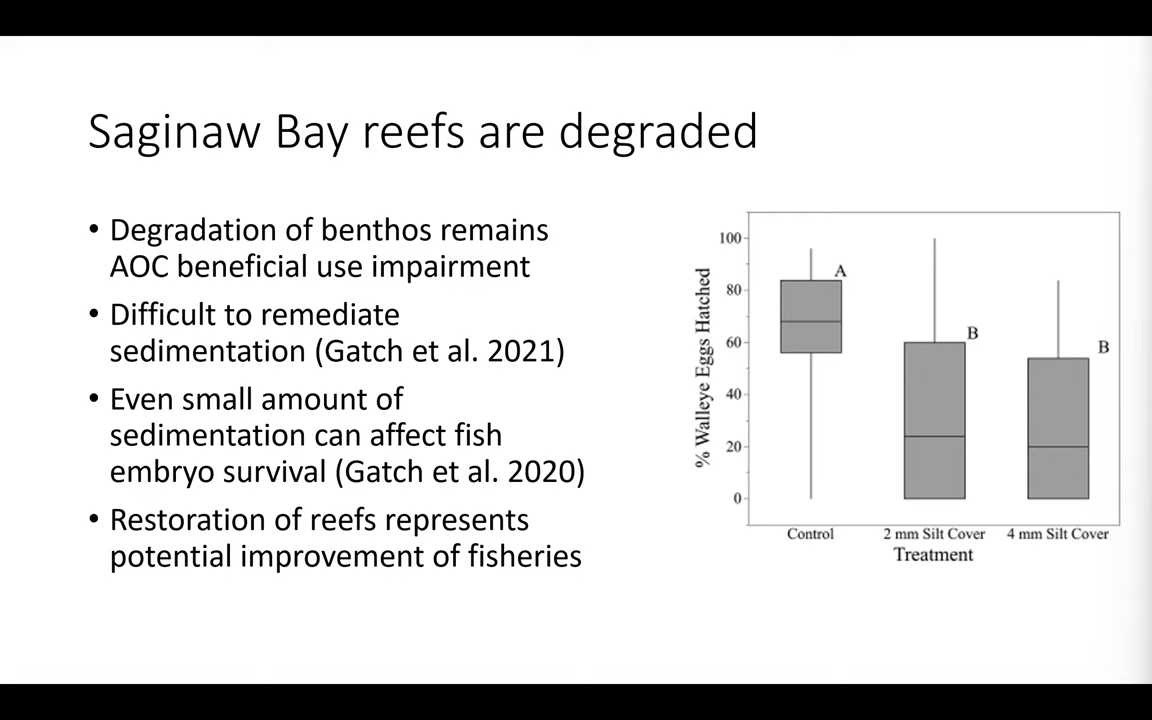 Saginaw Bay reefs are degraded
• Degradation of benthos remains
AOC beneficial use impairment
• Difficult to remediate
sedimentation (Gatch et al. 2021)
• Even small amount of
sedimentation can affect fish
embryo survival (Gatch et al. 2020)
• Restoration of reefs represents
potential improvement of fisheries
% Walleye Eggs Hatched
100
80
60
40
20
0
A
B
B
Control
2 mm Silt Cover
4 mm Silt Cover
Treatment